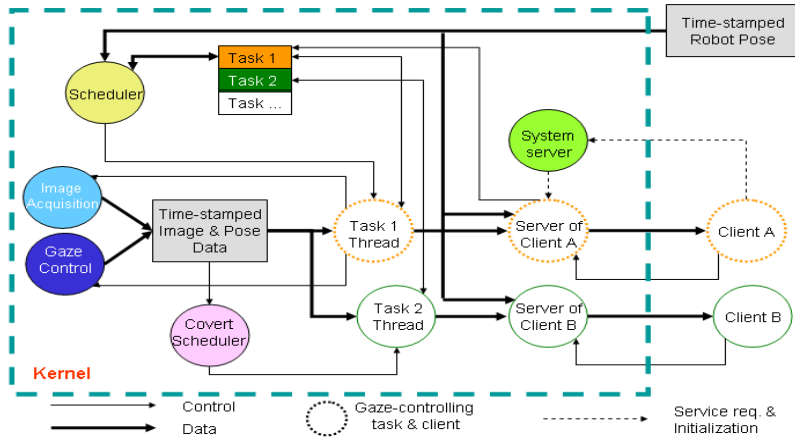 Time-stamped
Robot Pose
Task 1
Task 2
Task ...
Scheduler
System
server
Image
Acquisition
Time-stamped
Image & Pose
Data
Task 1
Thread
Server of
Client A
Client A
Gaze
Control
Covert
Scheduler
Task 2
Thread
Server of
Client B
Client B
Kernel
Control
Data
Gaze-controlling
task & client
Service req. &
Initialization